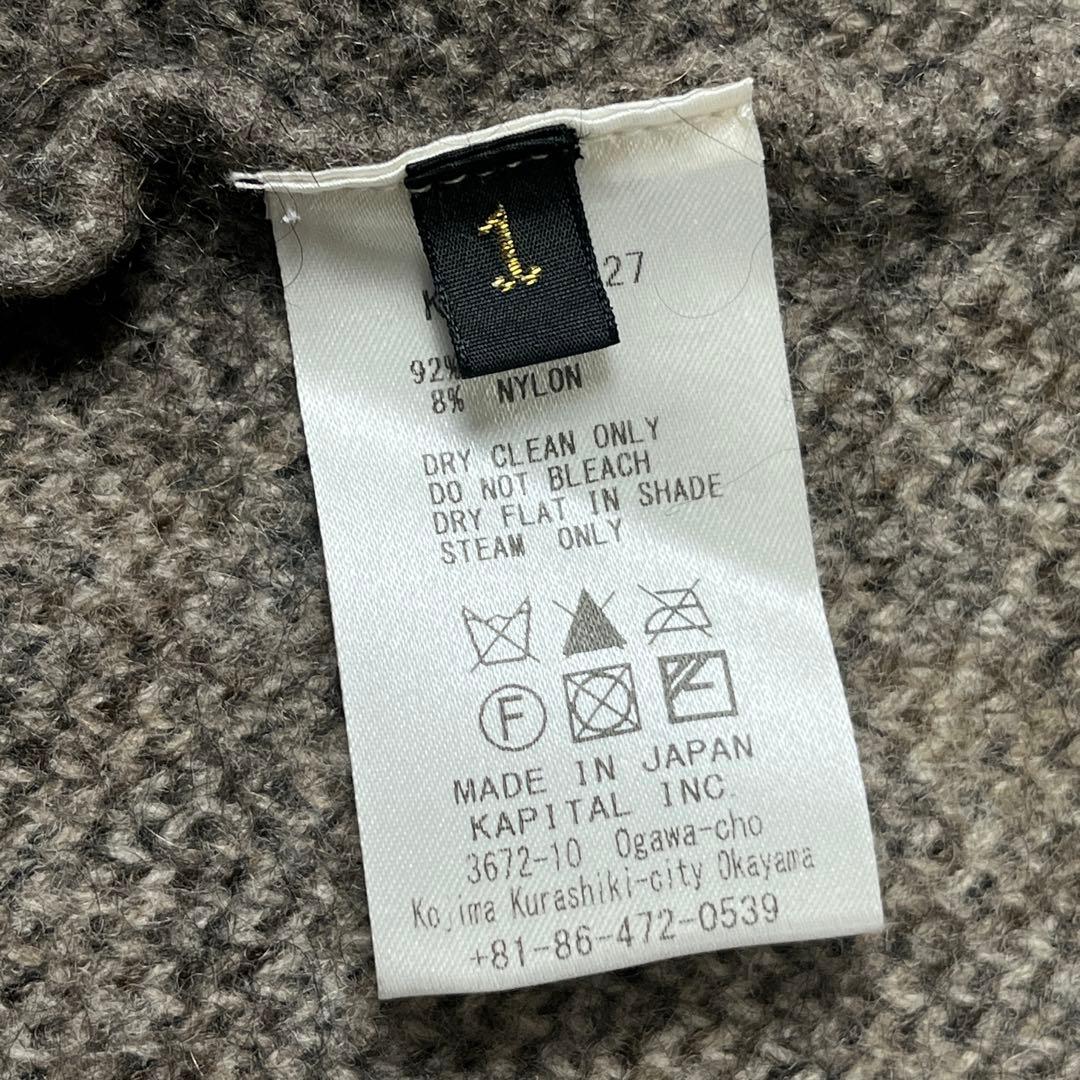 1
K 27
92%
8% NYLON
DRY CLEAN ONLY
DO NOT BLEACH
DRY FLAT IN SHADE
STEAM ONLY
F
MADE IN JAPAN
KAPITAL INC.
3672-10 Ogawa-cho
Kojima Kurashiki-city Okayama
+81-86-472-0539